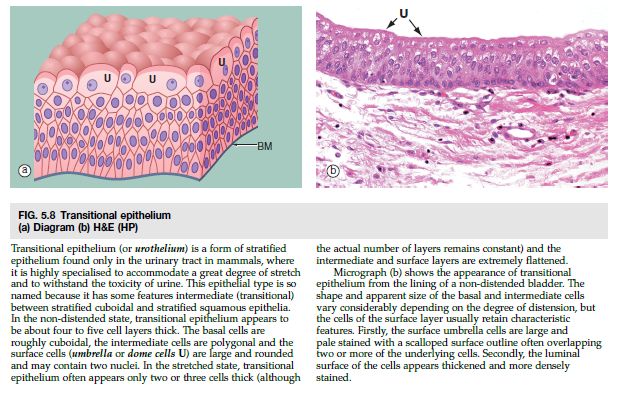 U
U
U
U
BM
a
b
FIG. 5.8 Transitional epithelium
(a) Diagram (b) H&E (HP)
Transitional epithelium (or urothelium) is a form of stratified
epithelium found only in the urinary tract in mammals, where
it is highly specialised to accommodate a great degree of stretch
and to withstand the toxicity of urine. This epithelial type is so
named because it has some features intermediate (transitional)
between stratified cuboidal and stratified squamous epithelia.
In the non-distended state, transitional epithelium appears to
be about four to five cell layers thick. The basal cells are
roughly cuboidal, the intermediate cells are polygonal and the
surface cells (umbrella or dome cells U) are large and rounded
and may contain two nuclei. In the stretched state, transitional
epithelium often appears only two or three cells thick (although
the actual number of layers remains constant) and the
intermediate and surface layers are extremely flattened.
Micrograph (b) shows the appearance of transitional
epithelium from the lining of a non-distended bladder. The
shape and apparent size of the basal and intermediate cells
vary considerably depending on the degree of distension, but
the cells of the surface layer usually retain characteristic
features. Firstly, the surface umbrella cells are large and
pale stained with a scalloped surface outline often overlapping
two or more of the underlying cells. Secondly, the luminal
surface of the cells appears thickened and more densely
stained.